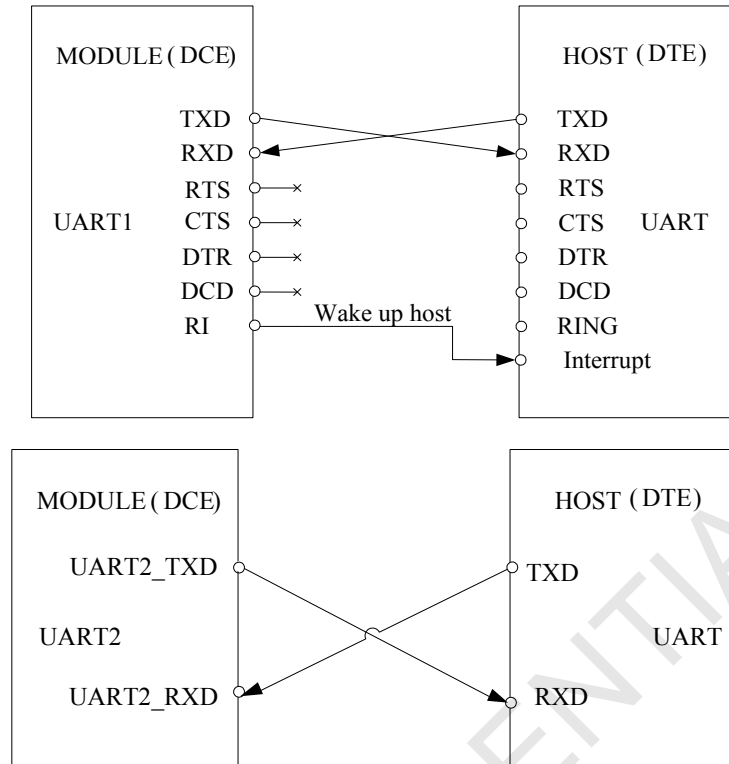 MODULE ( DCE)
HOST ( DTE)
TXD
TXD
RXD
RXD
RTS
RTS
UART1
CTS
CTS
UART
DTR
DTR
DCD
DCD
Wake up host
RI
RING
Interrupt
MODULE ( DCE)
HOST ( DTE)
UART2_TXD
TXD
UART2
UART
UART2_RXD
RXD